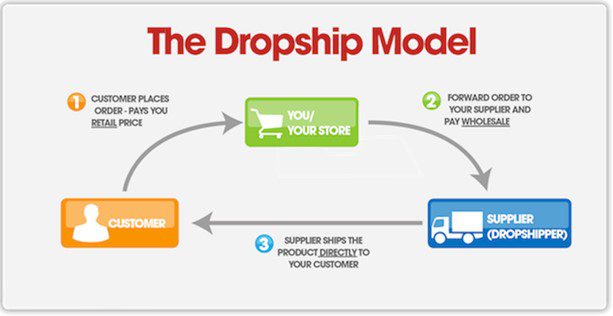 The Dropship Model
1
CUSTOMER PLACES
ORDER - PAYS YOU
RETAIL PRICE
YOU/
YOUR STORE
2
FORWARD ORDER TO
YOUR SUPPLIER AND
PAY WHOLESALE
CUSTOMER
SUPPLIER
(DROPSHIPPER)
3
SUPPLIER SHIPS THE
PRODUCT DIRECTLY TO
YOUR CUSTOMER